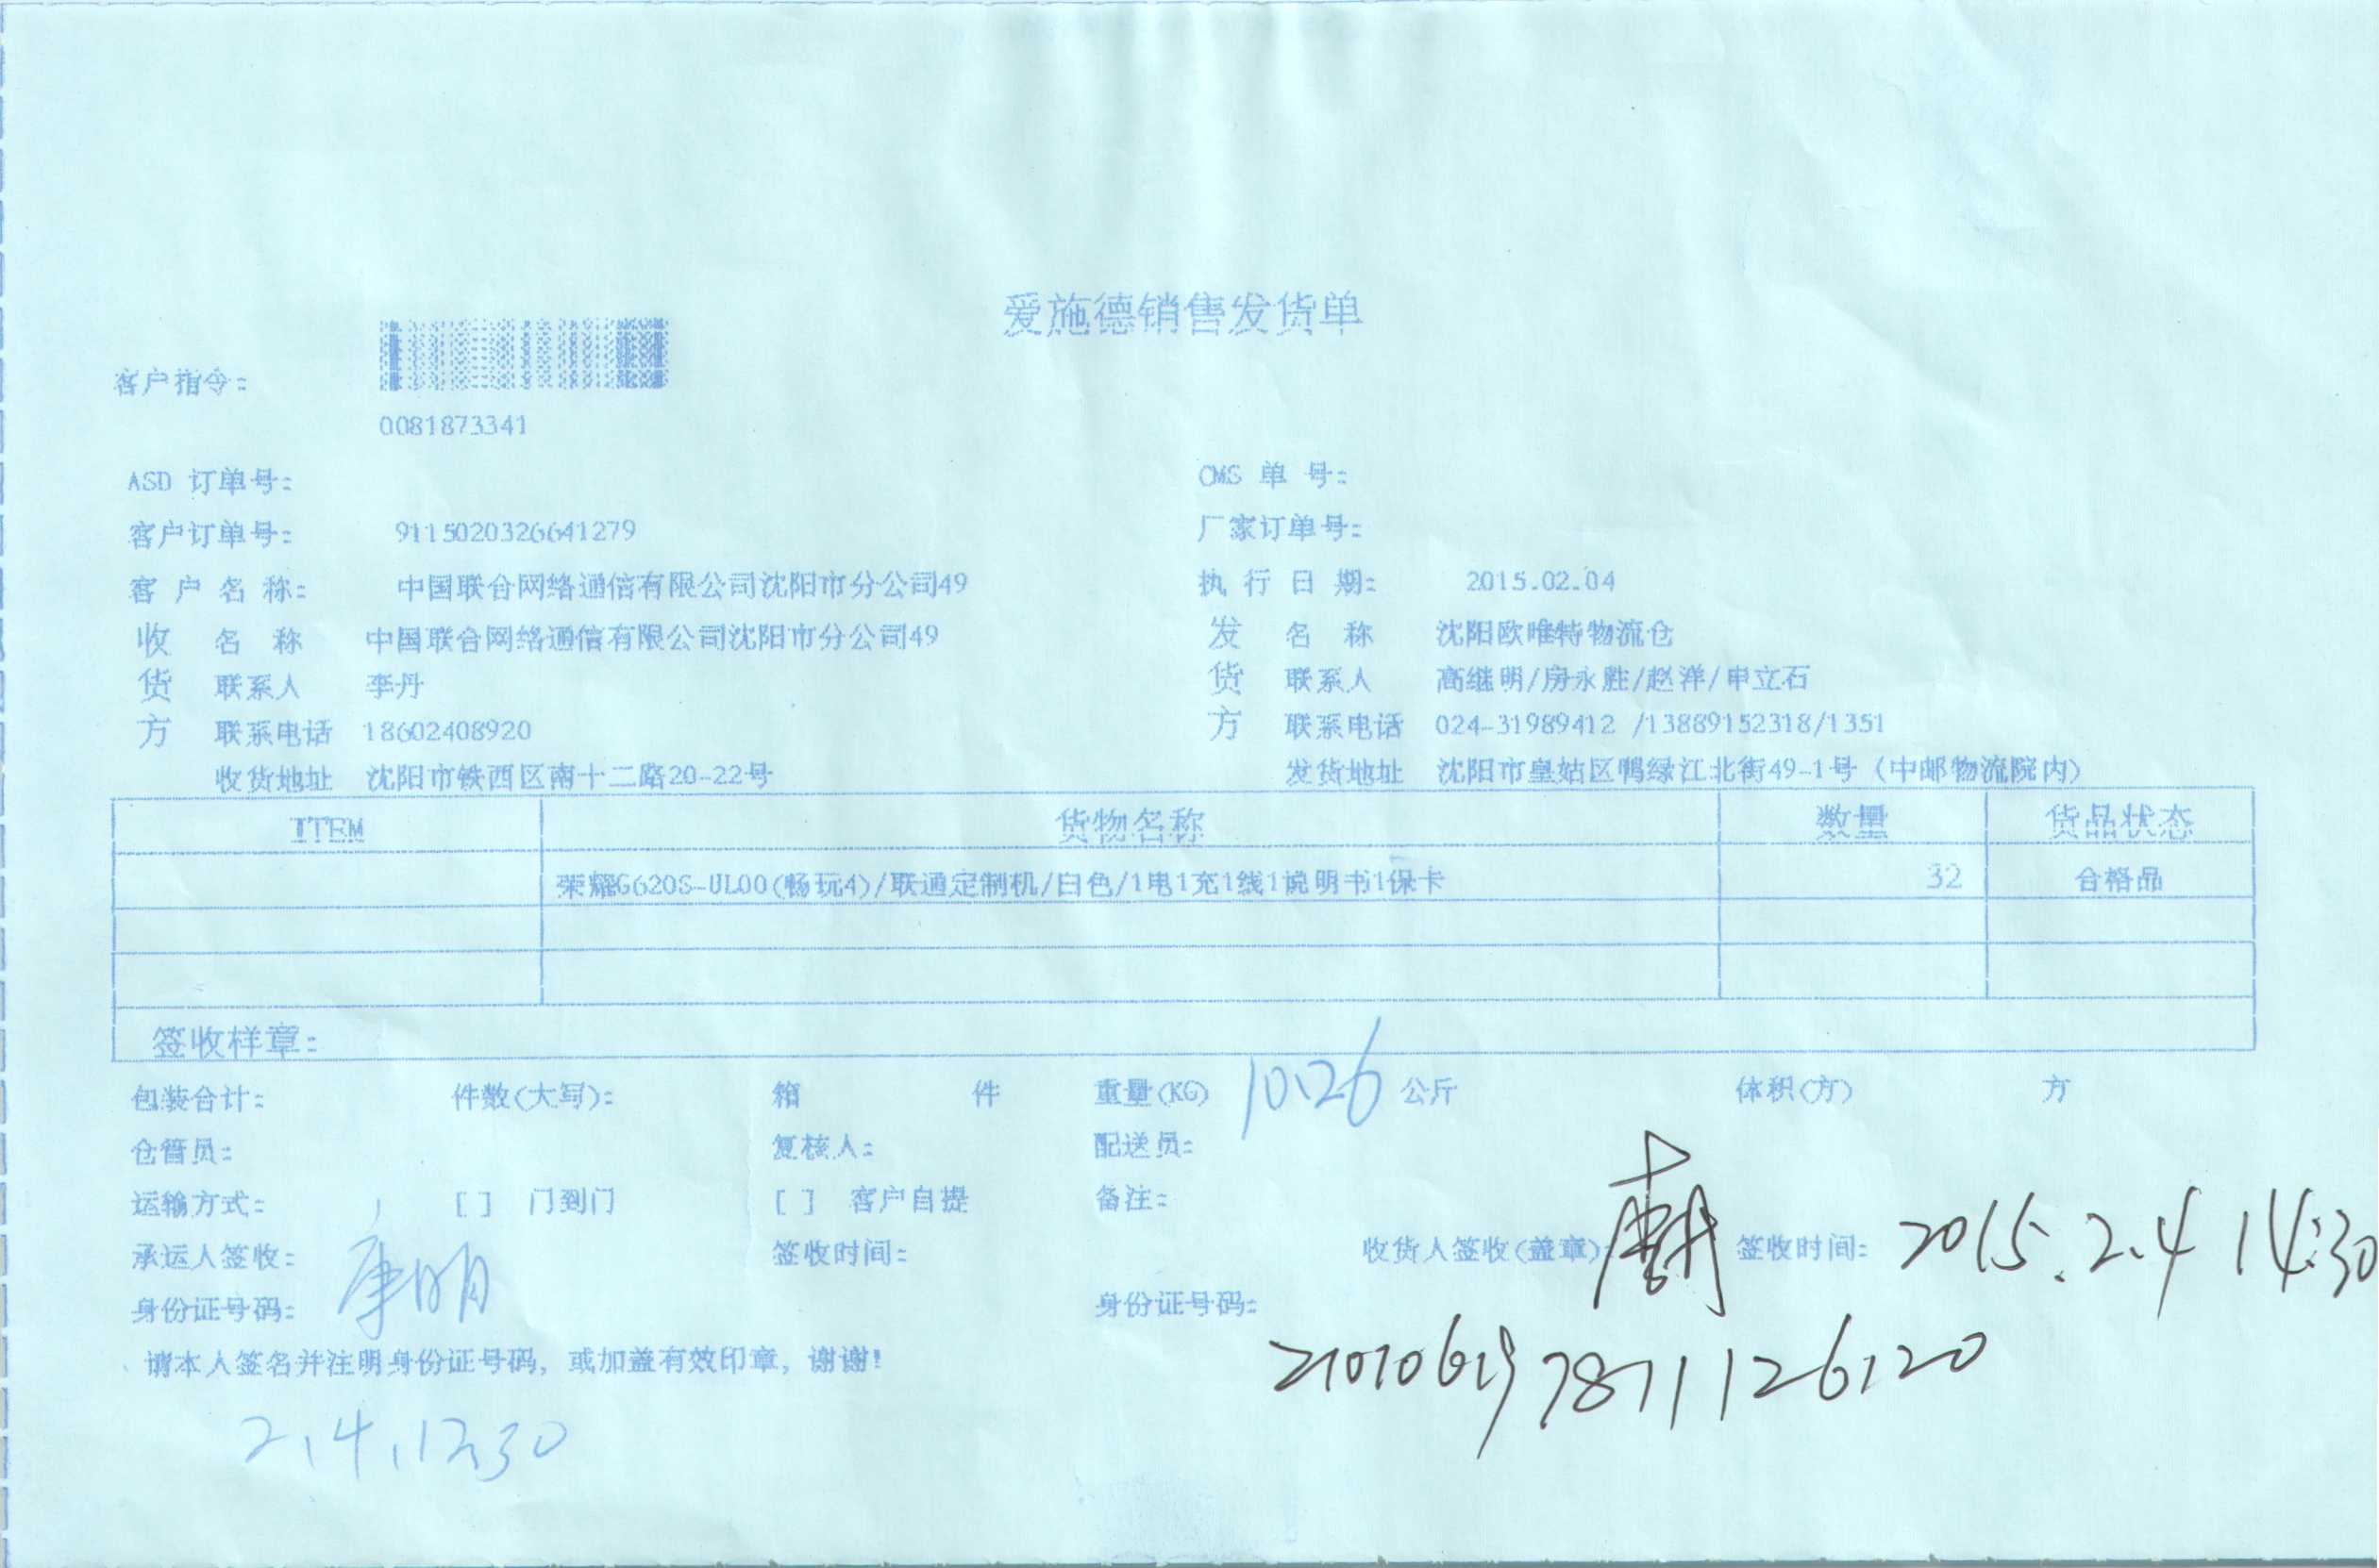 爱施德销售发货单
客户指令:
0081873341
ASD 订单号: CMS 单 号:
客户订单号: 9115020326641279 厂家订单号:
客 户 名 称: 中国联合网络通信有限公司沈阳市分公司49 执 行 日 期: 2015.02.04
收 名 称 中国联合网络通信有限公司沈阳市分公司49 发 名 称 沈阳欧唯特物流仓
货 联系人 李丹 货 联系人 高继明/房永胜/赵洋/申立石
方 联系电话 18602408920 方 联系电话 024-31989412 /13889152318/1351
收货地址 沈阳市铁西区南十二路20-22号 发货地址 沈阳市皇姑区鸭绿江北街49-1号 (中邮物流院内)
ITEM 货物名称 数量 货品状态
荣耀G620S-UL00(畅玩4)/联通定制机/白色/1电1充1线1说明书1保卡 32 合格品
签收样章:
包装合计: 件数(大写): 箱 件 重量(KG) 10.26 公斤 体积(方) 方
仓管员: 复核人: 配送员:
运输方式: [ ] 门到门 [ ] 客户自提 备注:
承运人签收: 康明 签收时间: 收货人签收(盖章): 签收时间: 2015.2.4 14:30
身份证号码: 身份证号码:
210106197811126120
请本人签名并注明身份证号码, 或加盖有效印章, 谢谢!
2.4.12.30